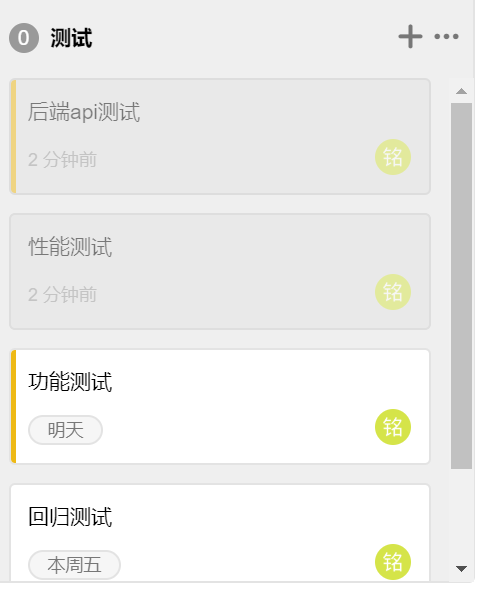 0 测试
后端api测试
2 分钟前 铭
性能测试
2 分钟前 铭
功能测试
明天 铭
回归测试
本周五 铭